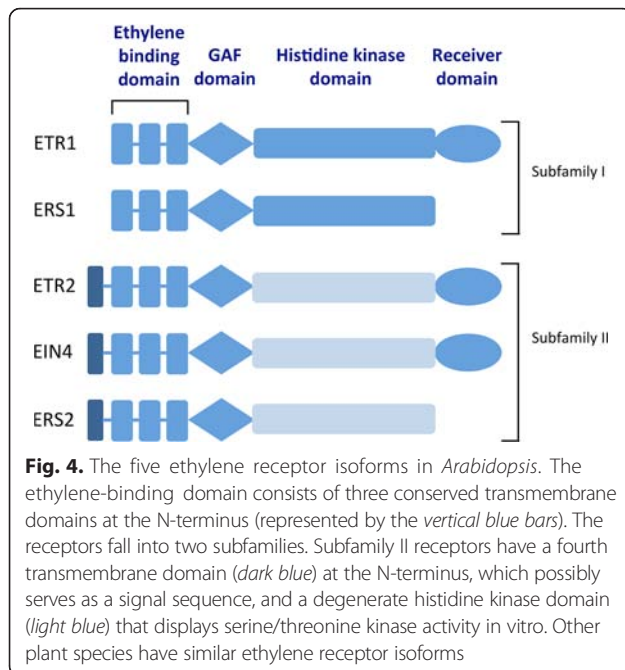 Ethylene
binding
domain
GAF
domain
Histidine kinase
domain
Receiver
domain
ETR1
ERS1
Subfamily I
ETR2
EIN4
ERS2
Subfamily II
Fig. 4. The five ethylene receptor isoforms in Arabidopsis. The
ethylene-binding domain consists of three conserved transmembrane
domains at the N-terminus (represented by the vertical blue bars). The
receptors fall into two subfamilies. Subfamily II receptors have a fourth
transmembrane domain (dark blue) at the N-terminus, which possibly
serves as a signal sequence, and a degenerate histidine kinase domain
(light blue) that displays serine/threonine kinase activity in vitro. Other
plant species have similar ethylene receptor isoforms